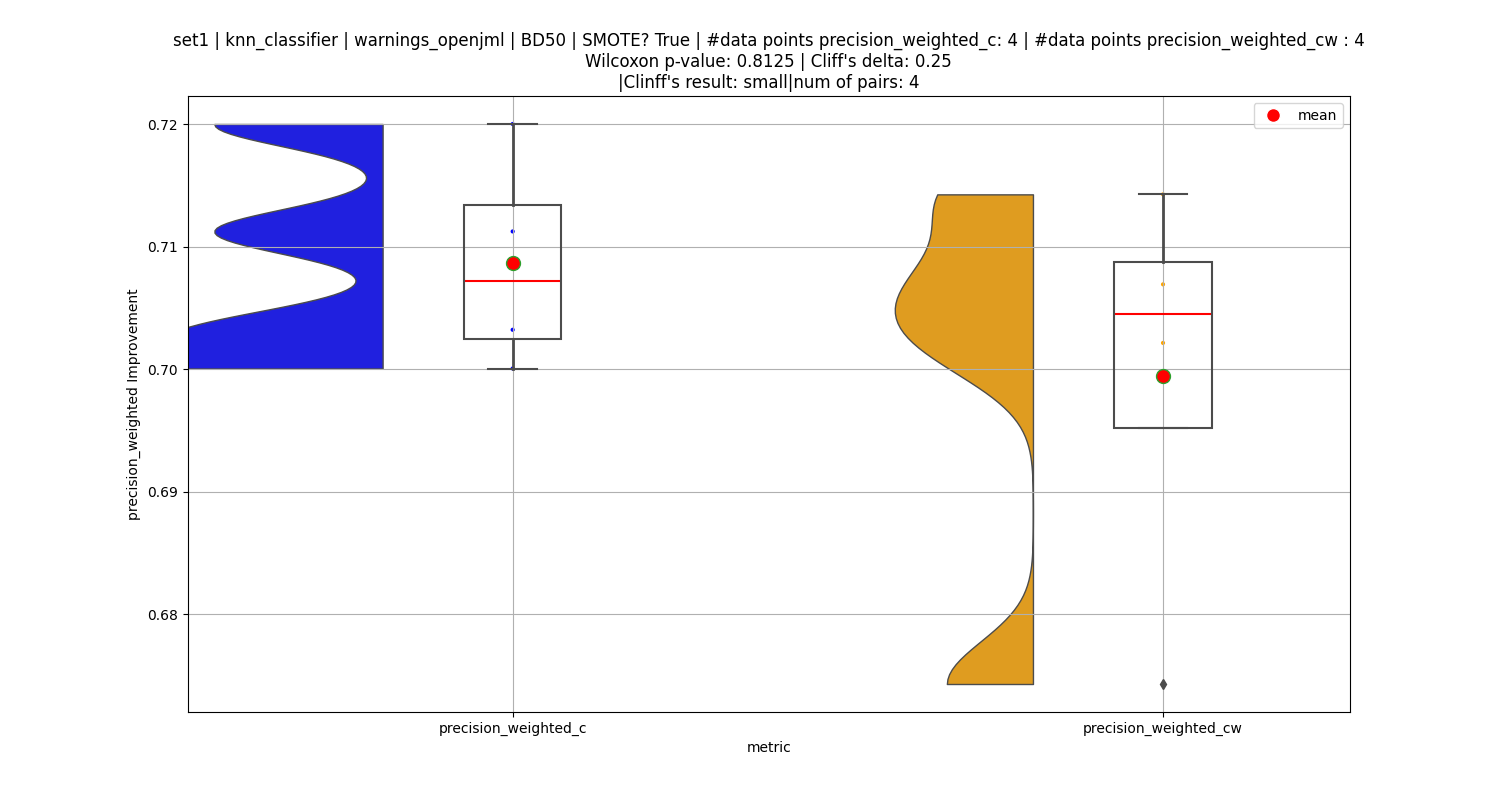 set1 | knn_classifier | warnings_openjml | BD50 | SMOTE? True | #data points precision_weighted_c: 4 | #data points precision_weighted_cw : 4
Wilcoxon p-value: 0.8125 | Cliff's delta: 0.25
|Clinff's result: small|num of pairs: 4
mean
0.72
0.71
0.70
0.69
0.68
precision_weighted Improvement
precision_weighted_c
precision_weighted_cw
metric